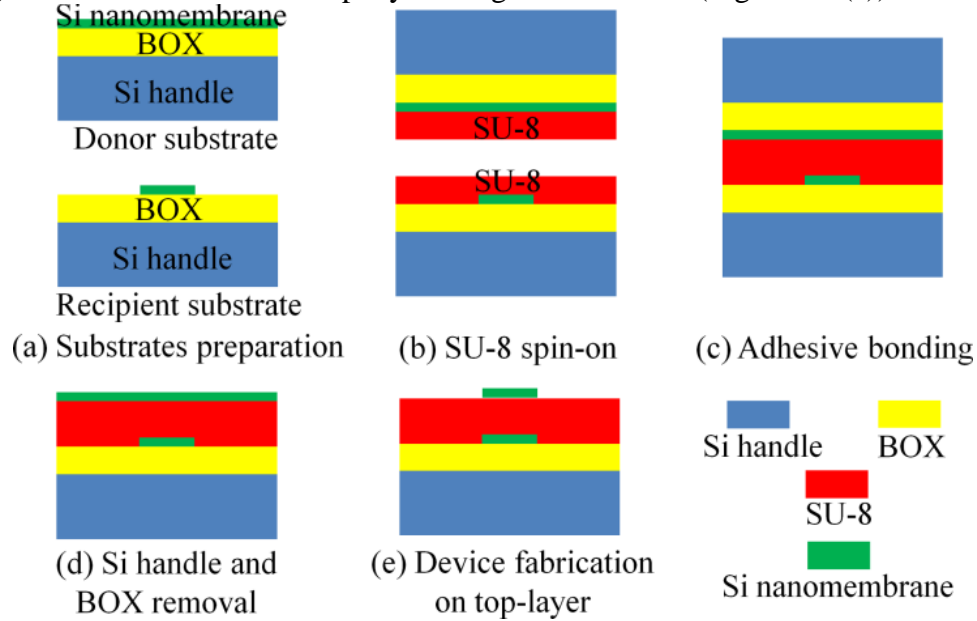 Si nanomembrane
BOX
Si handle
Donor substrate
BOX
Si handle
Recipient substrate
(a) Substrates preparation
SU-8
SU-8
(b) SU-8 spin-on
(c) Adhesive bonding
(d) Si handle and
BOX removal
(e) Device fabrication
on top-layer
Si handle
BOX
SU-8
Si nanomembrane